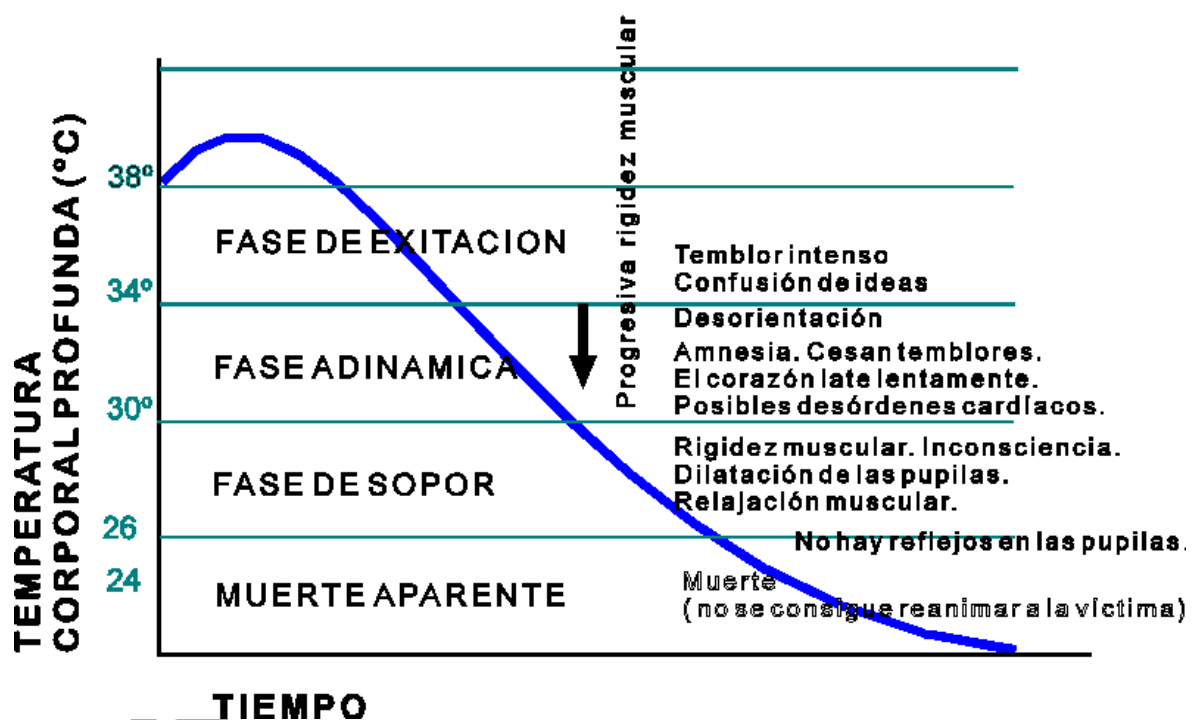 TEMPERATURA
CORPORAL PROFUNDA (ºC)
Progresiva rigidez muscular
38º
FASE DE EXITACION
Temblor intenso
Confusión de ideas
34º
Desorientación
FASE ADINAMICA
Amnesia. Cesan temblores.
El corazón late lentamente.
Posibles desórdenes cardíacos.
30º
Rigidez muscular. Inconsciencia.
Dilatación de las pupilas.
Relajación muscular.
FASE DE SOPOR
26
No hay reflejos en las pupilas.
24
MUERTE APARENTE
Muerte
( no se consigue reanimar a la víctima)
TIEMPO